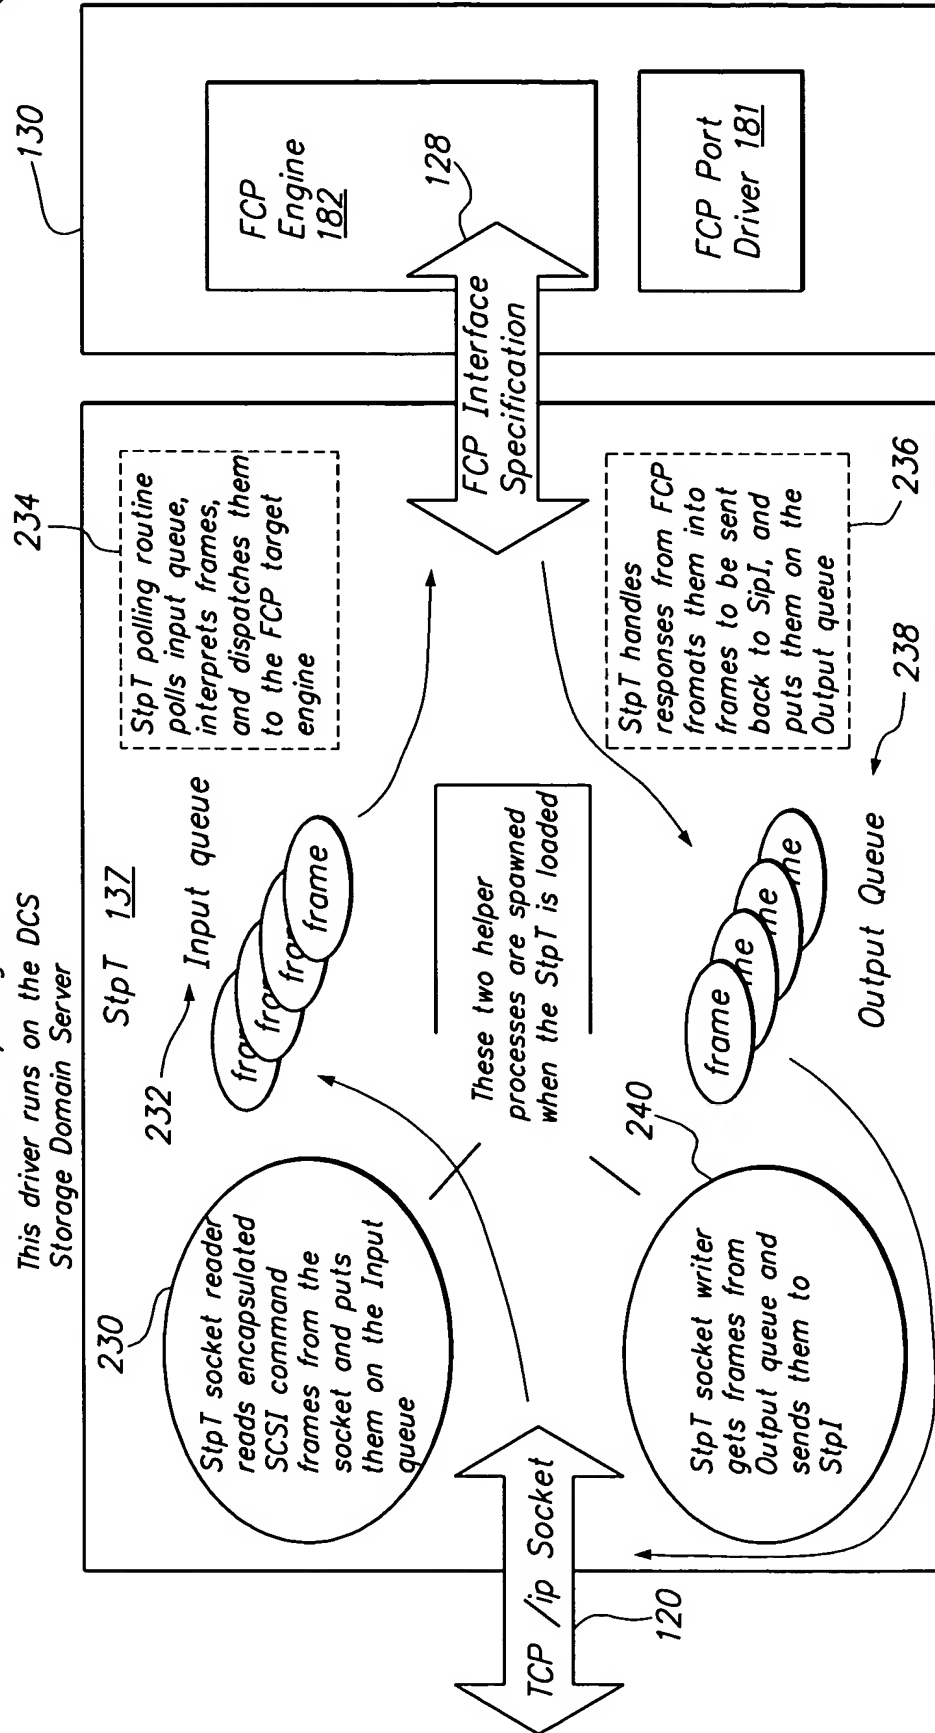 This driver runs on the DCS
Storage Domain Server
StpT 137
130
234
StpT polling routine
polls input queue,
interprets frames,
and dispatches them
to the FCP target
engine
FCP
Engine
182
128
232
Input queue
frame
230
StpT socket reader
reads encapsulated
SCSI command
frames from the
socket and puts
them on the Input
queue
These two helper
processes are spawned
when the StpT is loaded
TCP /ip Socket
120
FCP Interface
Specification
FCP Port
Driver 181
StpT handles
responses from FCP
fromats them into
frames to be sent
back to SipI, and
puts them on the
Output queue
236
238
Output Queue
frame
me
me
me
240
StpT socket writer
gets frames from
Output queue and
sends them to
StpI